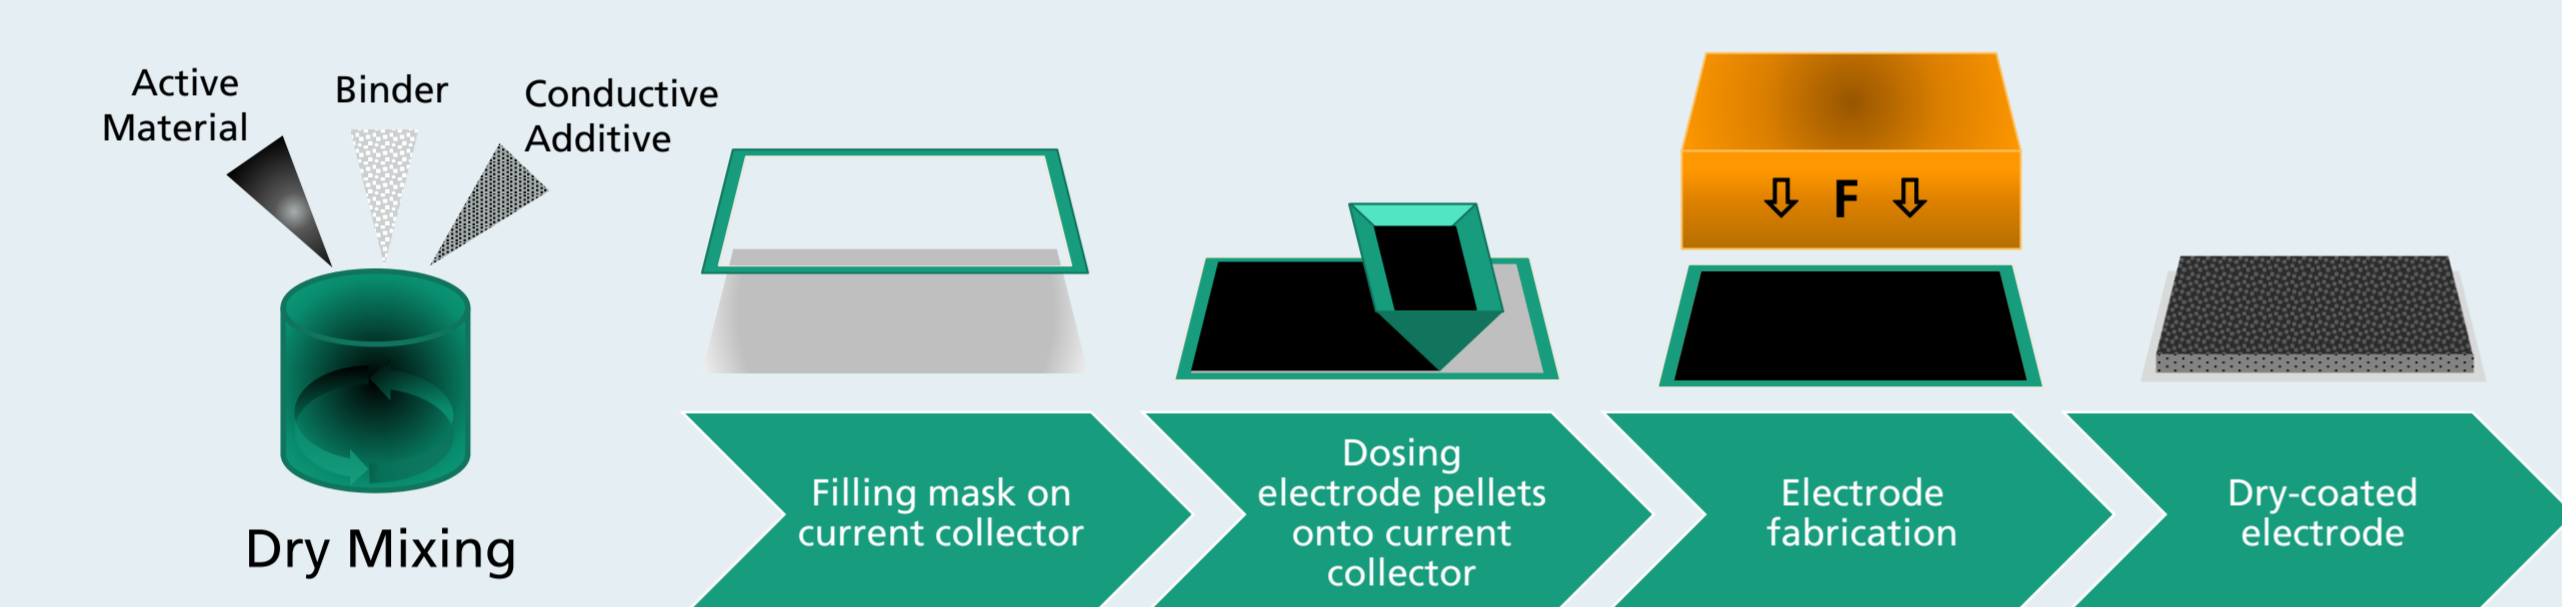 Active
Material
Binder
Conductive
Additive
Dry Mixing
Filling mask on
current collector
Dosing
electrode pellets
onto current
collector
F
Electrode
fabrication
Dry-coated
electrode